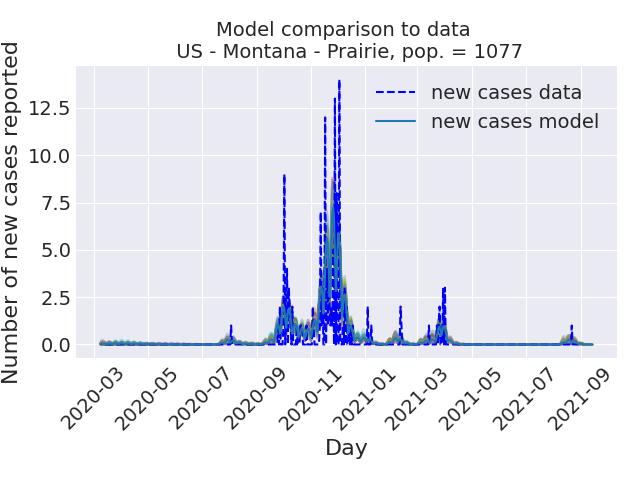 Model comparison to data
US - Montana - Prairie, pop. = 1077
Number of new cases reported
12.5
10.0
7.5
5.0
2.5
0.0
new cases data
new cases model
2020-03
2020-05
2020-07
2020-09
2020-11
2021-01
2021-03
2021-05
2021-07
2021-09
Day